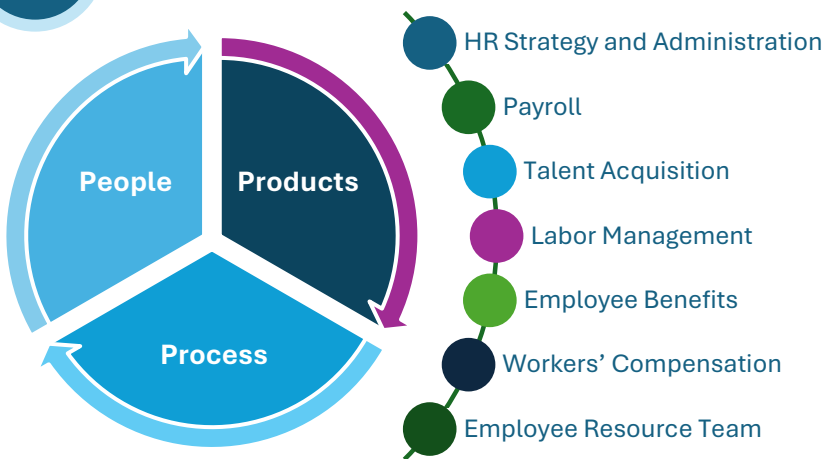 People
Products
Process
HR Strategy and Administration
Payroll
Talent Acquisition
Labor Management
Employee Benefits
Workers’ Compensation
Employee Resource Team